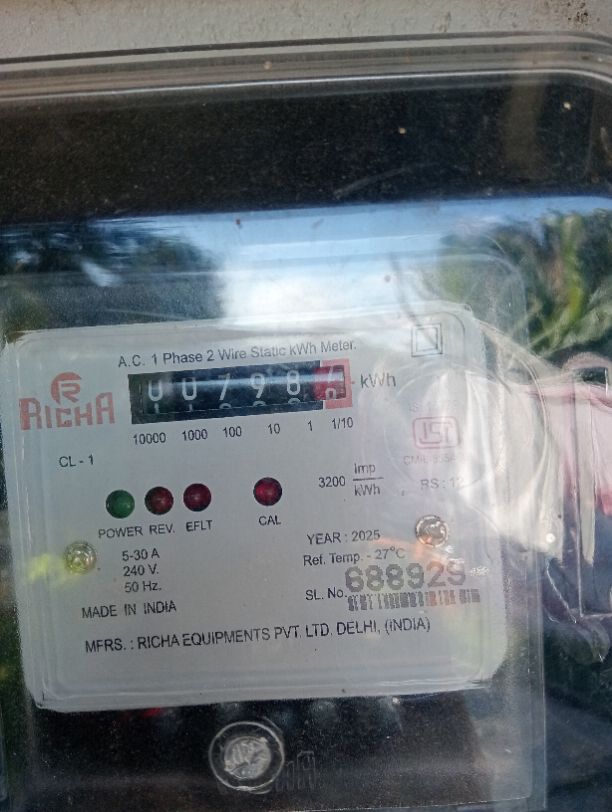 A.C. 1 Phase 2 Wire Static kWh Meter.
RICHA
00798 kWh
10000 1000 100 10 1 1/10
CL - 1
3200 Imp/kWh
POWER REV. EFLT CAL
5-30 A
240 V.
50 Hz.
YEAR : 2025
Ref. Temp. - 27°C
SL. No. 688929
MADE IN INDIA
MFRS. : RICHA EQUIPMENTS PVT. LTD. DELHI, (INDIA)